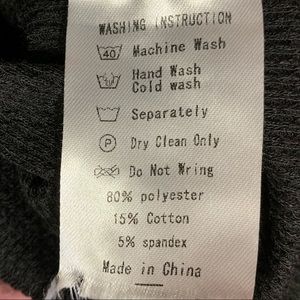 WASHING INSTRUCTION
40 Machine Wash
Hand Wash
Cold wash
Separately
P Dry Clean Only
Do Not Wring
80% polyester
15% Cotton
5% spandex
Made in China